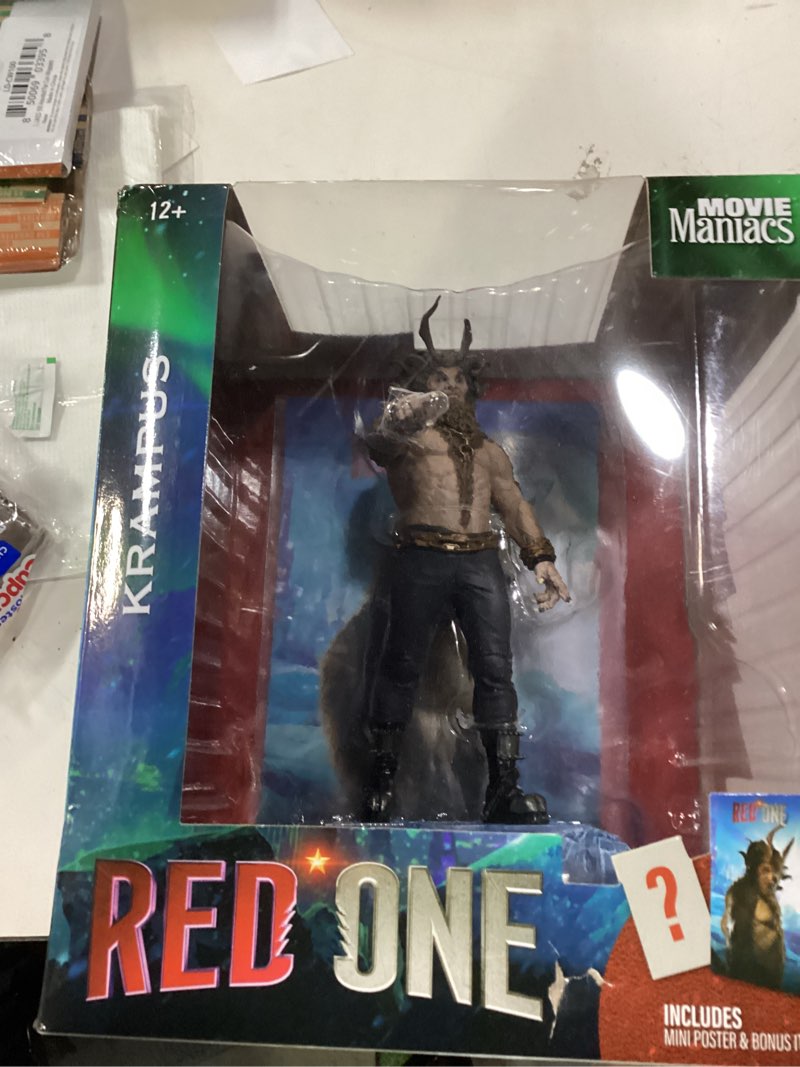 12+
MOVIE
Maniacs
KRAMPUS
RED ONE
RED ONE
?
INCLUDES
MINI POSTER & BONUS